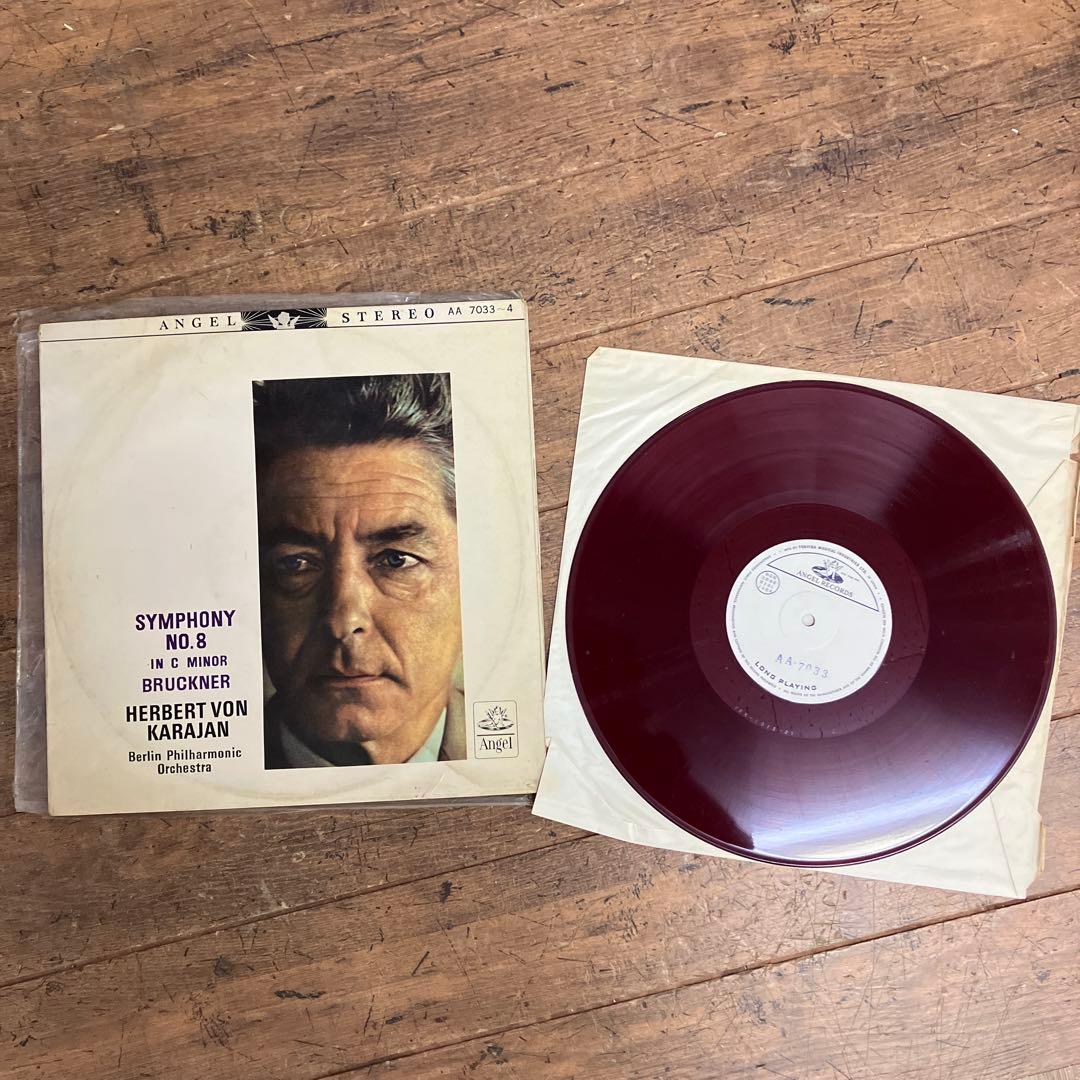 ANGEL STEREO AA 7033~4
SYMPHONY
NO.8
IN C MINOR
BRUCKNER
HERBERT VON
KARAJAN
Berlin Philharmonic
Orchestra
Angel
ANGEL RECORDS
AA-7033
LONG PLAYING